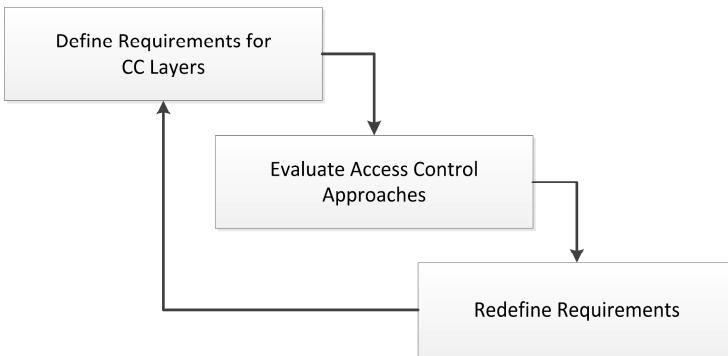 Define Requirements for
CC Layers
Evaluate Access Control
Approaches
Redefine Requirements